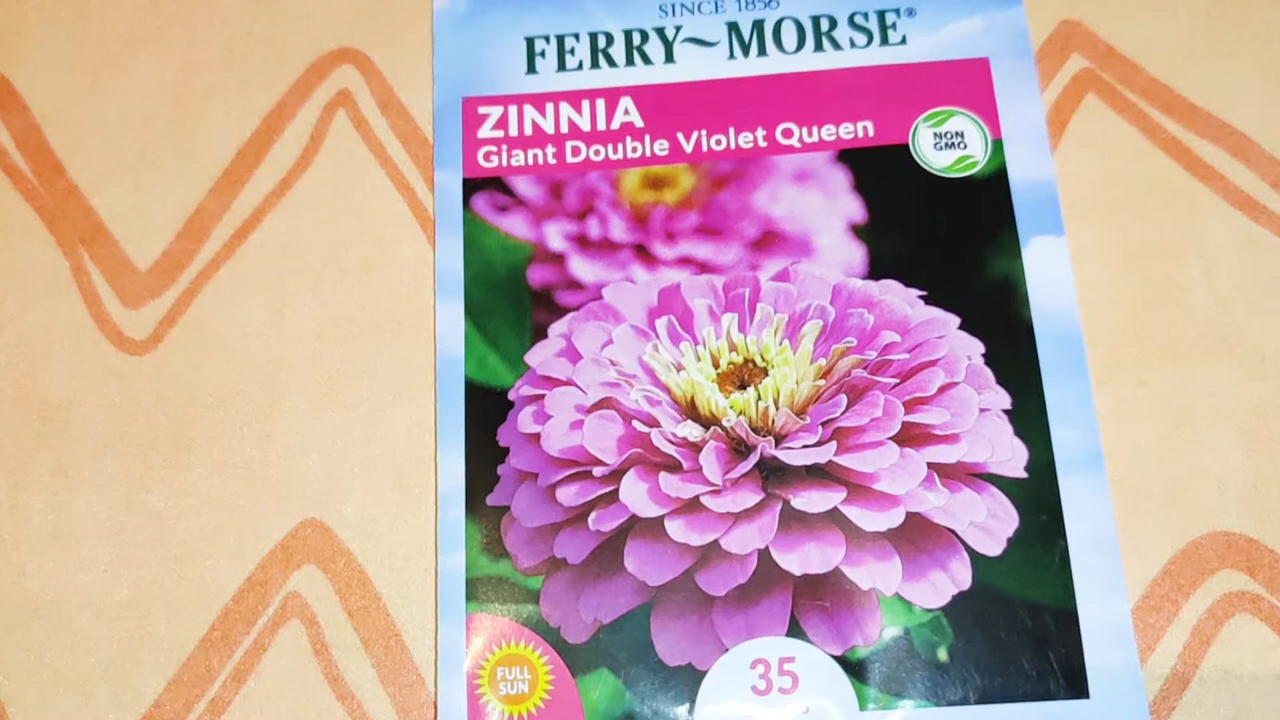 SINCE 1856
FERRY~MORSE®
ZINNIA
Giant Double Violet Queen
NON
GMO
FULL
SUN
35